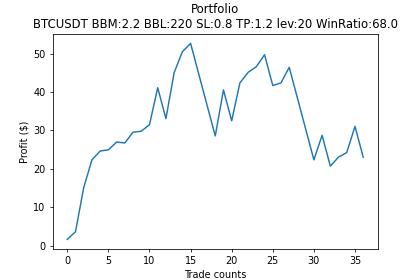 Portfolio
BTCUSDT BBM:2.2 BBL:220 SL:0.8 TP:1.2 lev:20 WinRatio:68.0
Profit ($)
50
40
30
20
10
0
0 5 10 15 20 25 30 35
Trade counts